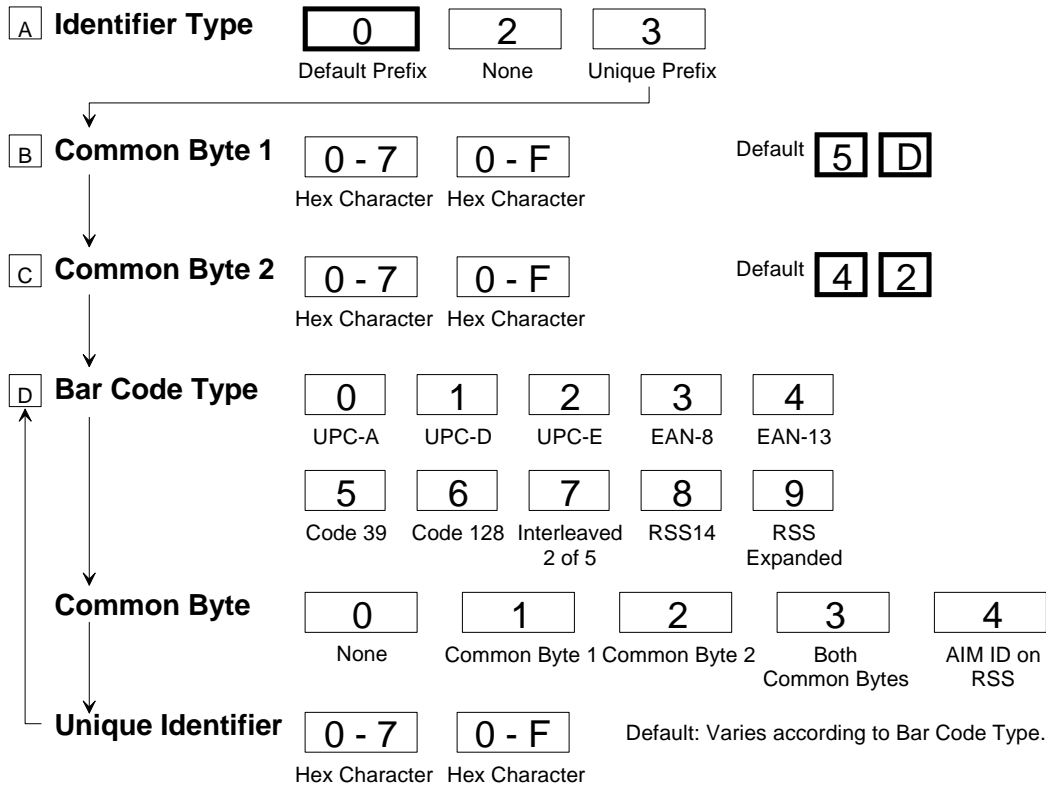 A Identifier Type 0 2 3
Default Prefix None Unique Prefix
B Common Byte 1 0 - 7 0 - F Default 5 D
Hex Character Hex Character
C Common Byte 2 0 - 7 0 - F Default 4 2
Hex Character Hex Character
D Bar Code Type 0 1 2 3 4
UPC-A UPC-D UPC-E EAN-8 EAN-13
5 6 7 8 9
Code 39 Code 128 Interleaved 2 of 5 RSS14 RSS Expanded
Common Byte 0 1 2 3 4
None Common Byte 1 Common Byte 2 Both Common Bytes AIM ID on RSS
Unique Identifier 0 - 7 0 - F Default: Varies according to Bar Code Type.
Hex Character Hex Character